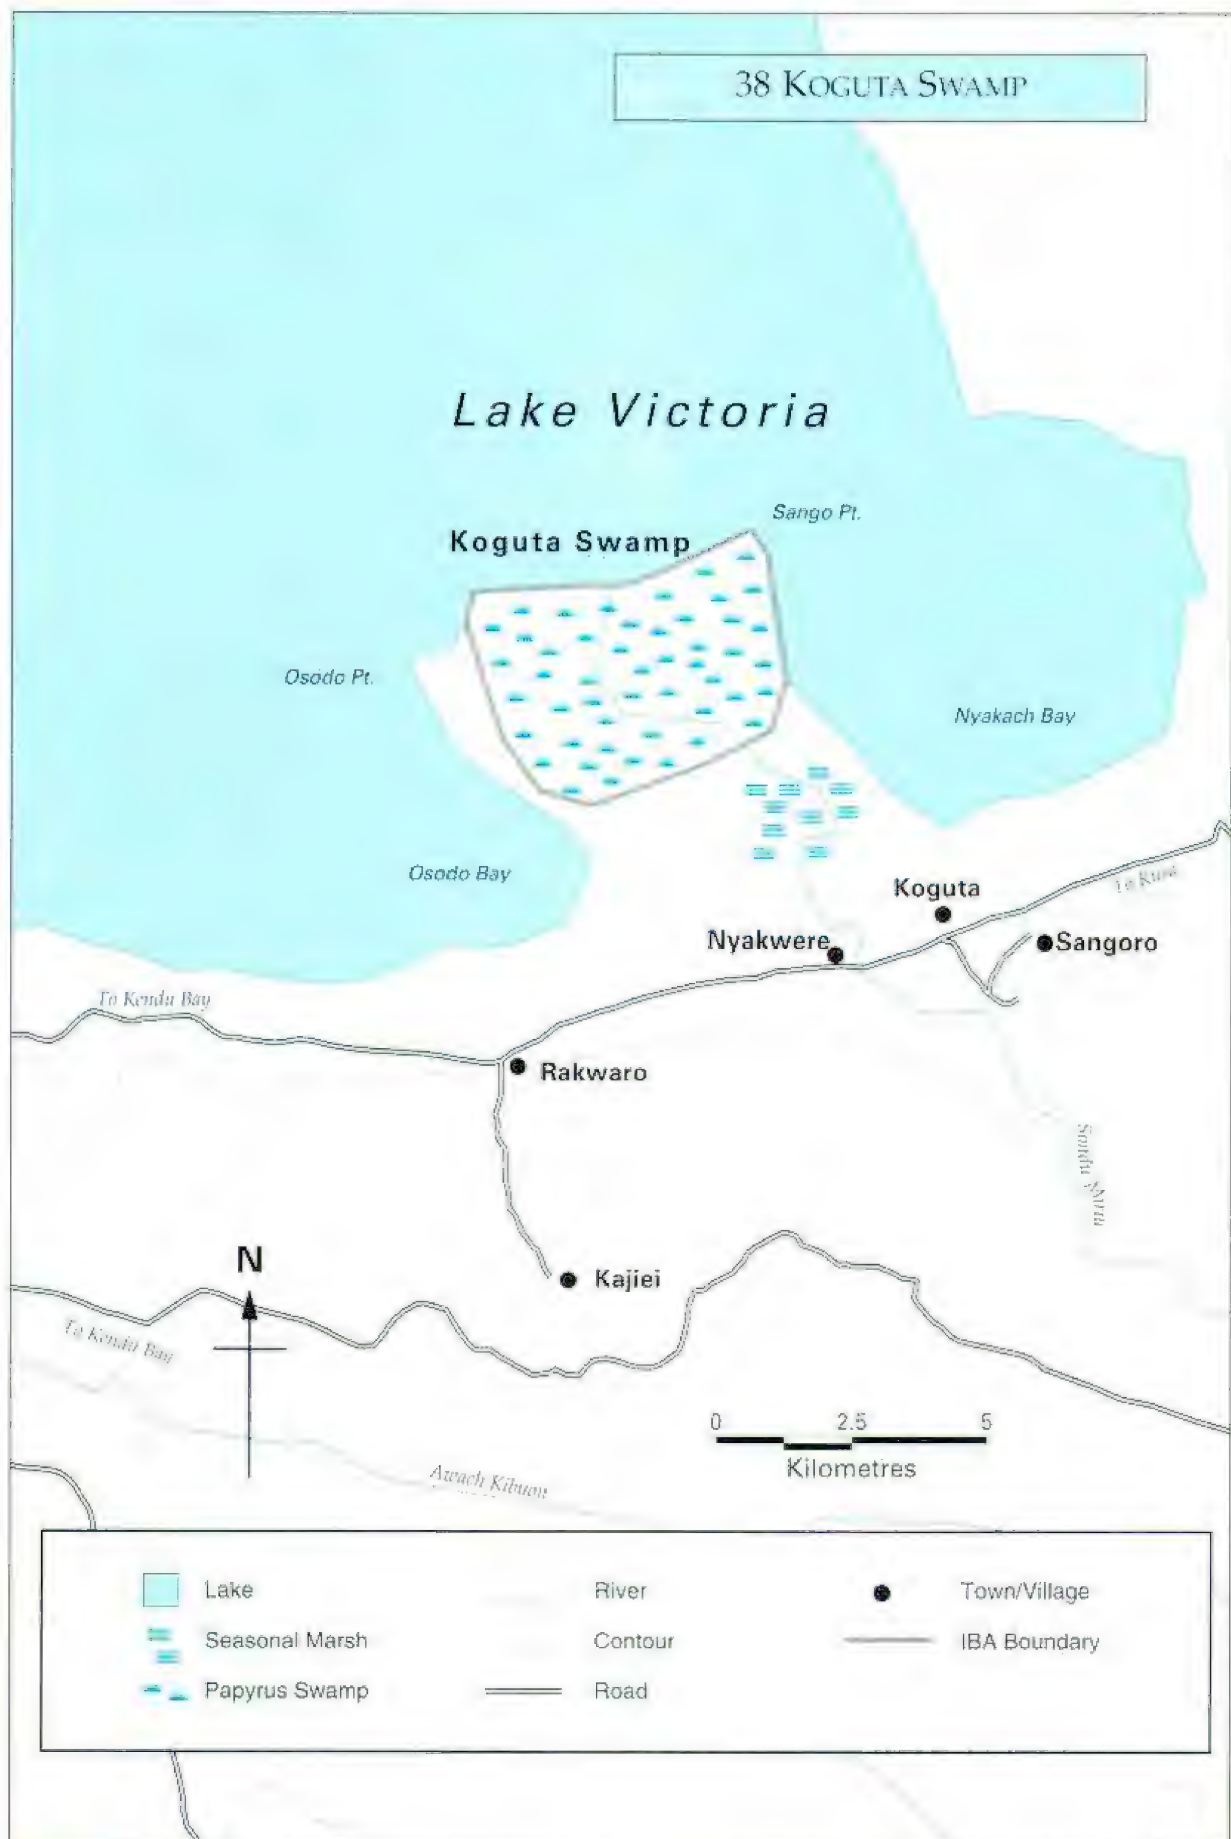 38 KOGUTA SWAMP
Lake Victoria
Sango Pt.
Koguta Swamp
Osodo Pt.
Nyakach Bay
Osodo Bay
Koguta
To
Nyakwere
Sangoro
To Kendu Bay
Rakwaro
N
Kajiei
To Kendu Bay
0 2.5 5
Kilometres
Awach Kibuon
Lake
River
Town/Village
Seasonal Marsh
Contour
IBA Boundary
Papyrus Swamp
Road